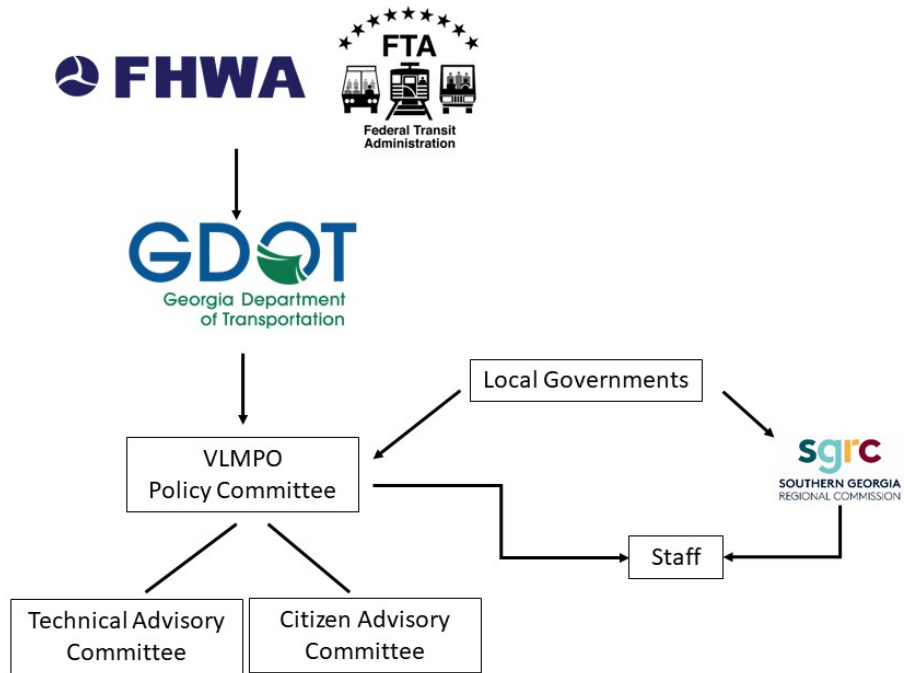 FHWA
FTA
Federal Transit
Administration
GDOT
Georgia Department
of Transportation
Local Governments
VLMPO
Policy Committee
sgrc
SOUTHERN GEORGIA
REGIONAL COMMISSION
Staff
Technical Advisory
Committee
Citizen Advisory
Committee